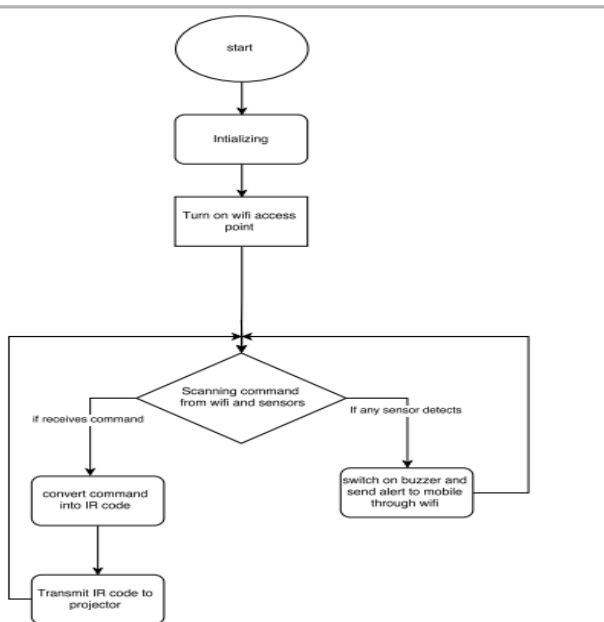 start
Intializing
Turn on wifi access
point
Scanning command
from wifi and sensors
if receives command
If any sensor detects
convert command
into IR code
switch on buzzer and
send alert to mobile
through wifi
Transmit IR code to
projector